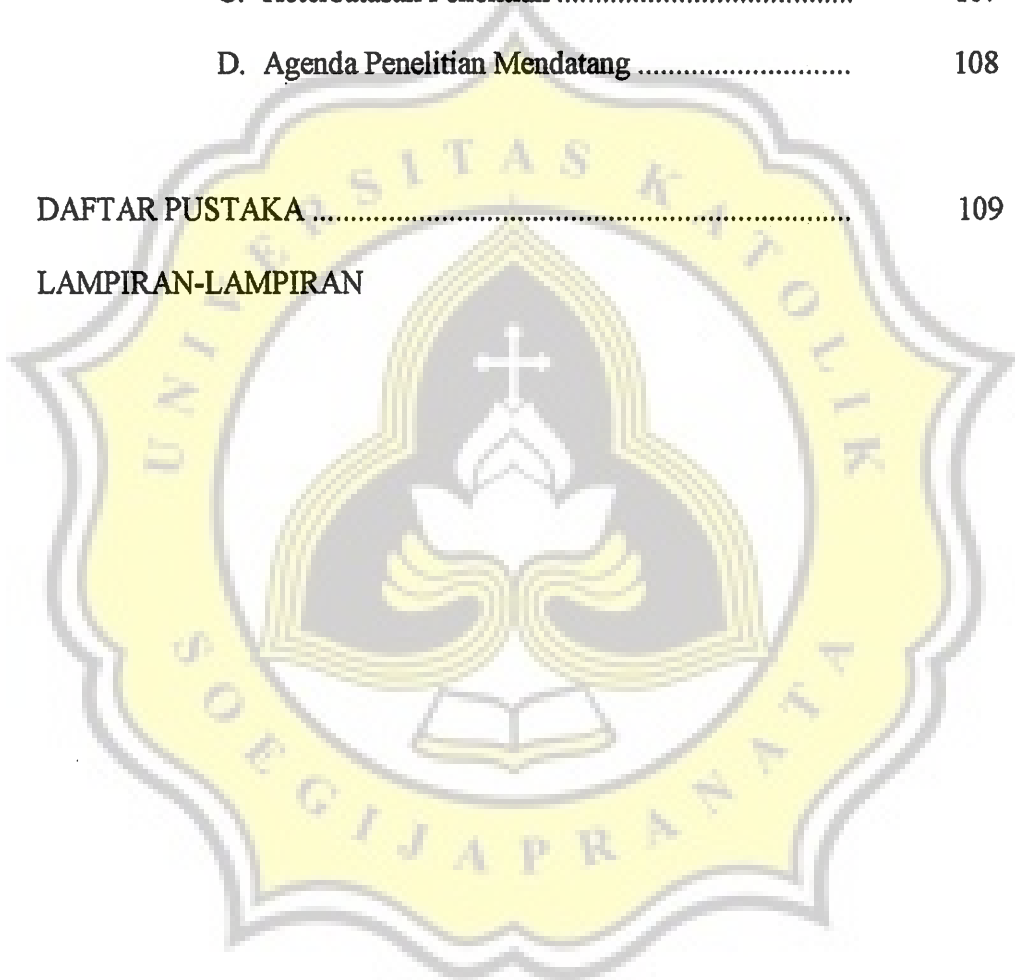 D. Agenda Penelitian Mendatang ............................ 108
DAFTAR PUSTAKA ....................................................................... 109
LAMPIRAN-LAMPIRAN
UNIVERSITAS KATOLIK
SOEGIJAPRANATA